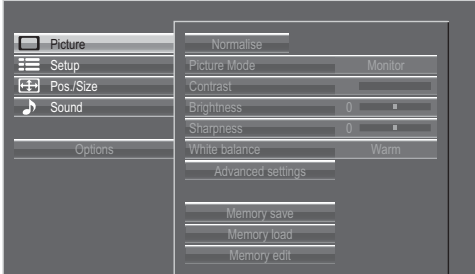 Picture
Setup
Pos./Size
Sound
Options
Normalise
Picture Mode Monitor
Contrast
Brightness 0
Sharpness 0
White balance Warm
Advanced settings
Memory save
Memory load
Memory edit